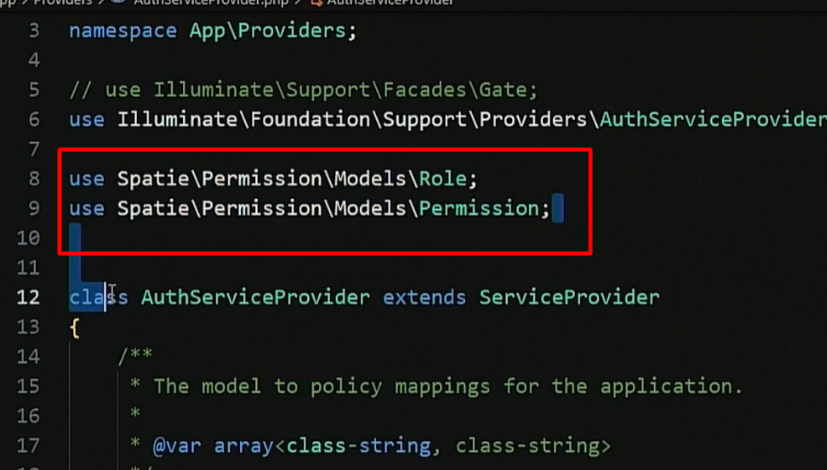 pp > Providers > AuthServiceProvider.php > AuthServiceProvider
3 namespace App\Providers;
4
5 // use Illuminate\Support\Facades\Gate;
6 use Illuminate\Foundation\Support\Providers\AuthServiceProvider
7
8 use Spatie\Permission\Models\Role;
9 use Spatie\Permission\Models\Permission;
10
11
12 class AuthServiceProvider extends ServiceProvider
13 {
14 /**
15 * The model to policy mappings for the application.
16 *
17 * @var array<class-string, class-string>